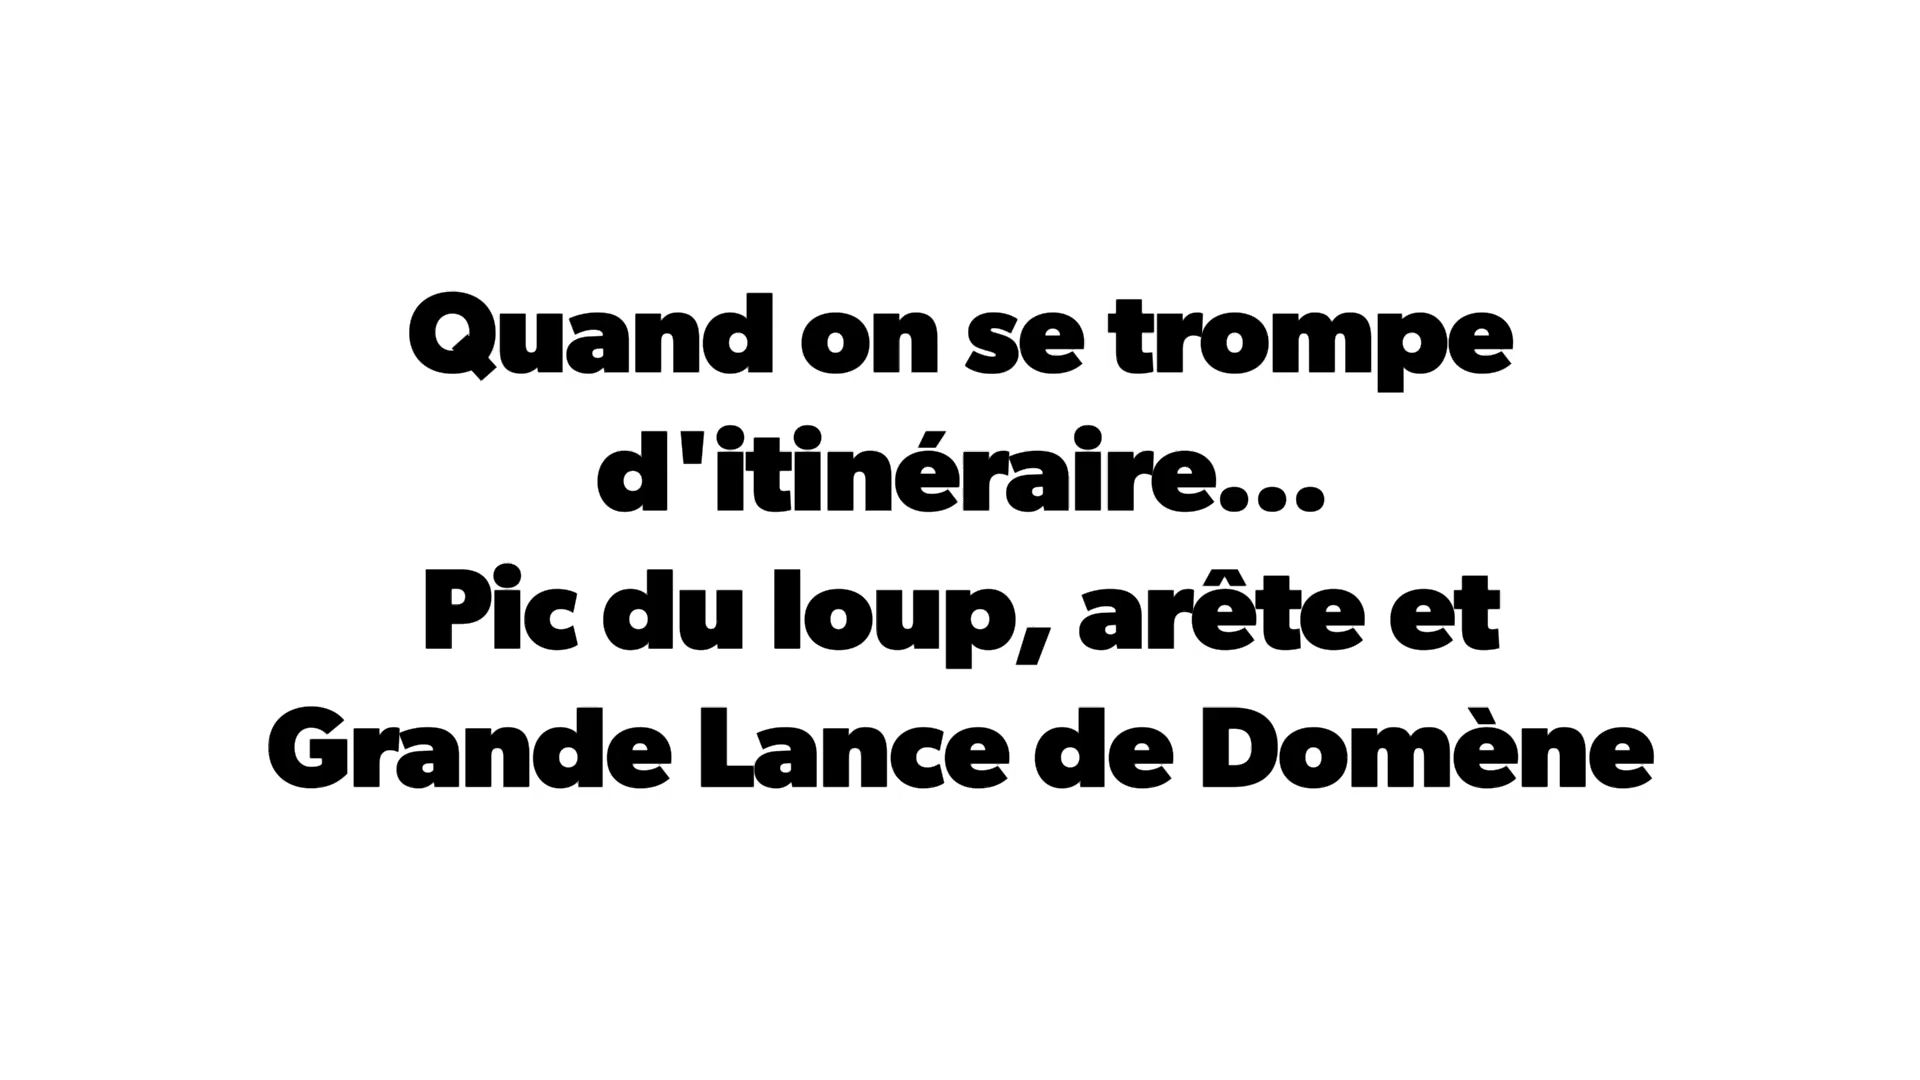 Quand on se trompe
d'itinéraire...
Pic du loup, arête et
Grande Lance de Domène